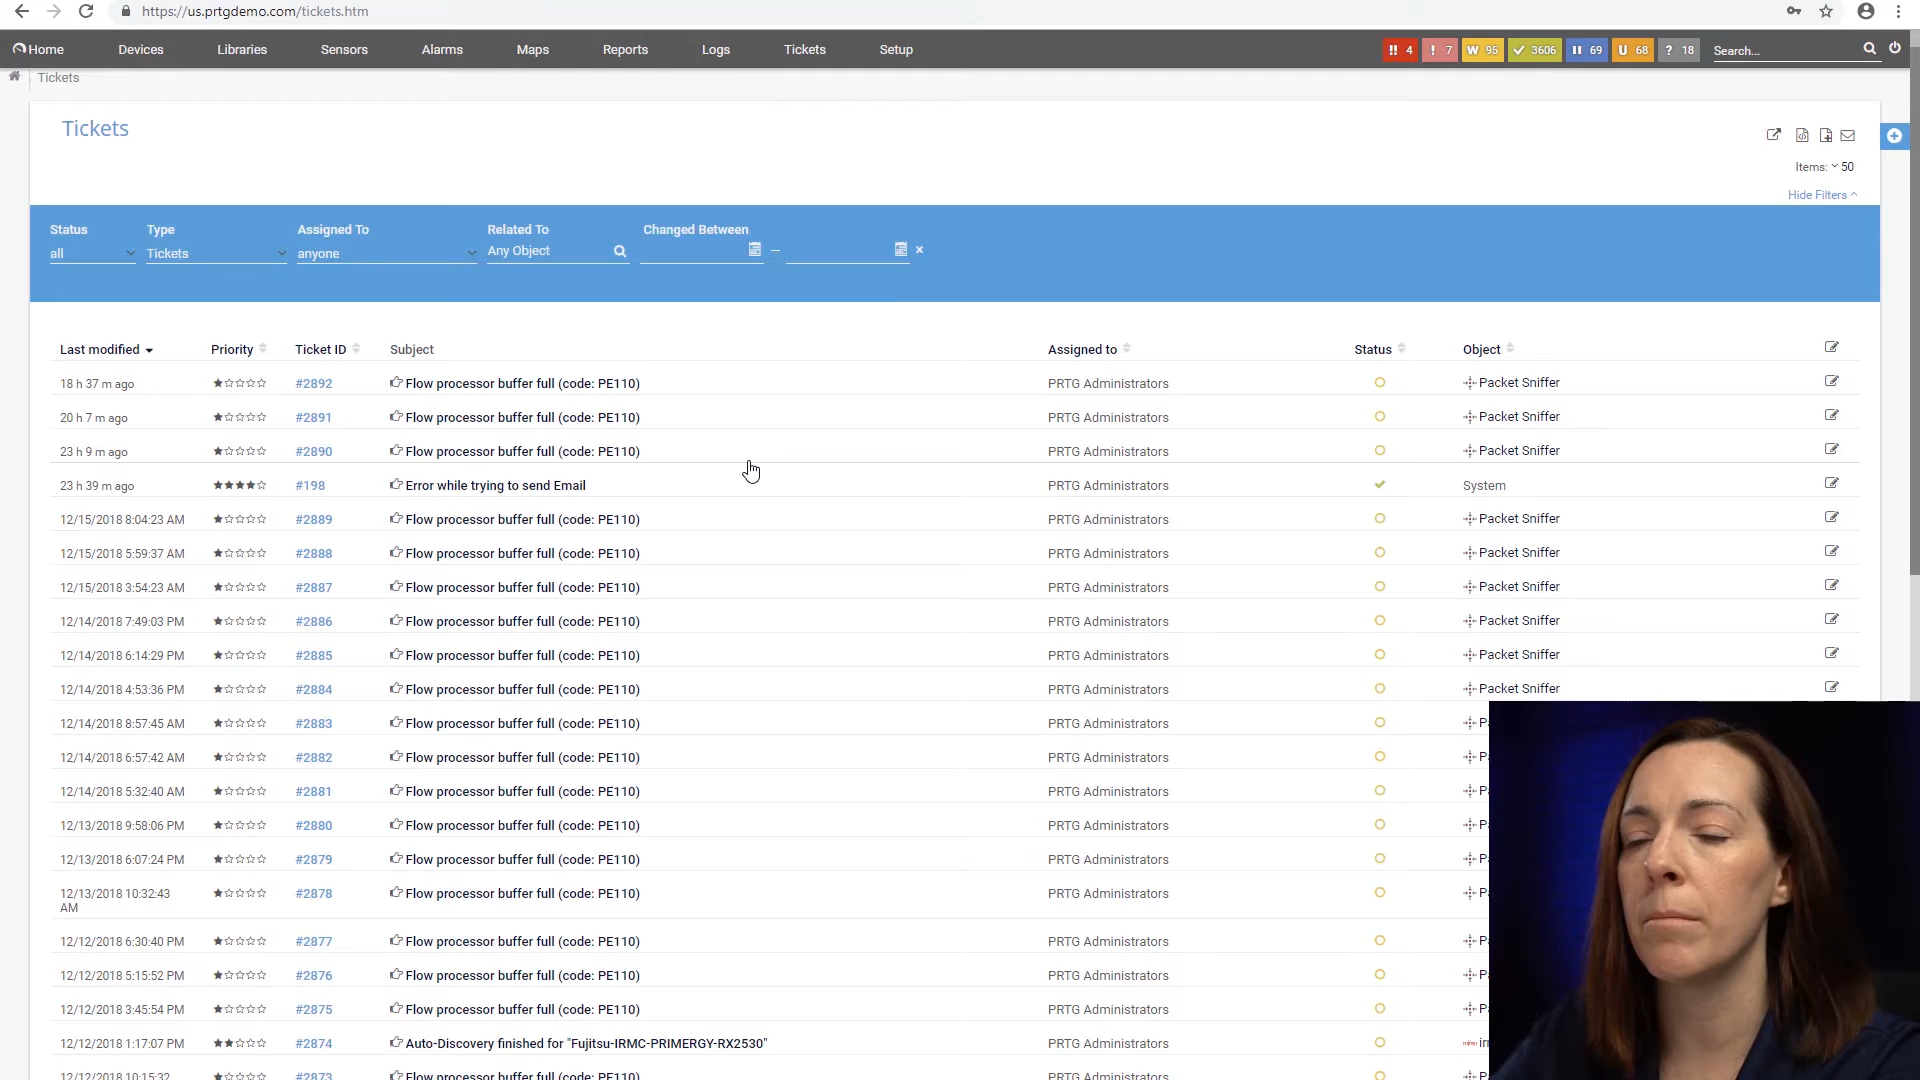 https://us.prtgdemo.com/tickets.htm
Home Devices Libraries Sensors Alarms Maps Reports Logs Tickets Setup !! 4 ! 7 W 95 3606 69 U 68 ? 18 Search...
Tickets
Tickets
Items: 50
Hide Filters
Status Type Assigned To Related To Changed Between
all Tickets anyone Any Object –
Last modified Priority Ticket ID Subject Assigned to Status Object
18 h 37 m ago #2892 Flow processor buffer full (code: PE110) PRTG Administrators Packet Sniffer
20 h 7 m ago #2891 Flow processor buffer full (code: PE110) PRTG Administrators Packet Sniffer
23 h 9 m ago #2890 Flow processor buffer full (code: PE110) PRTG Administrators Packet Sniffer
23 h 39 m ago #198 Error while trying to send Email PRTG Administrators System
12/15/2018 8:04:23 AM #2889 Flow processor buffer full (code: PE110) PRTG Administrators Packet Sniffer
12/15/2018 5:59:37 AM #2888 Flow processor buffer full (code: PE110) PRTG Administrators Packet Sniffer
12/15/2018 3:54:23 AM #2887 Flow processor buffer full (code: PE110) PRTG Administrators Packet Sniffer
12/14/2018 7:49:03 PM #2886 Flow processor buffer full (code: PE110) PRTG Administrators Packet Sniffer
12/14/2018 6:14:29 PM #2885 Flow processor buffer full (code: PE110) PRTG Administrators Packet Sniffer
12/14/2018 4:53:36 PM #2884 Flow processor buffer full (code: PE110) PRTG Administrators Packet Sniffer
12/14/2018 8:57:45 AM #2883 Flow processor buffer full (code: PE110) PRTG Administrators
12/14/2018 6:57:42 AM #2882 Flow processor buffer full (code: PE110) PRTG Administrators
12/14/2018 5:32:40 AM #2881 Flow processor buffer full (code: PE110) PRTG Administrators
12/13/2018 9:58:06 PM #2880 Flow processor buffer full (code: PE110) PRTG Administrators
12/13/2018 6:07:24 PM #2879 Flow processor buffer full (code: PE110) PRTG Administrators
12/13/2018 10:32:43 #2878 Flow processor buffer full (code: PE110) PRTG Administrators
AM
12/12/2018 6:30:40 PM #2877 Flow processor buffer full (code: PE110) PRTG Administrators
12/12/2018 5:15:52 PM #2876 Flow processor buffer full (code: PE110) PRTG Administrators
12/12/2018 3:45:54 PM #2875 Flow processor buffer full (code: PE110) PRTG Administrators
12/12/2018 1:17:07 PM #2874 Auto-Discovery finished for "Fujitsu-IRMC-PRIMERGY-RX2530" PRTG Administrators
12/12/2018 10:15:32 #2873 Flow processor buffer full (code: PE110) PRTG Administrators